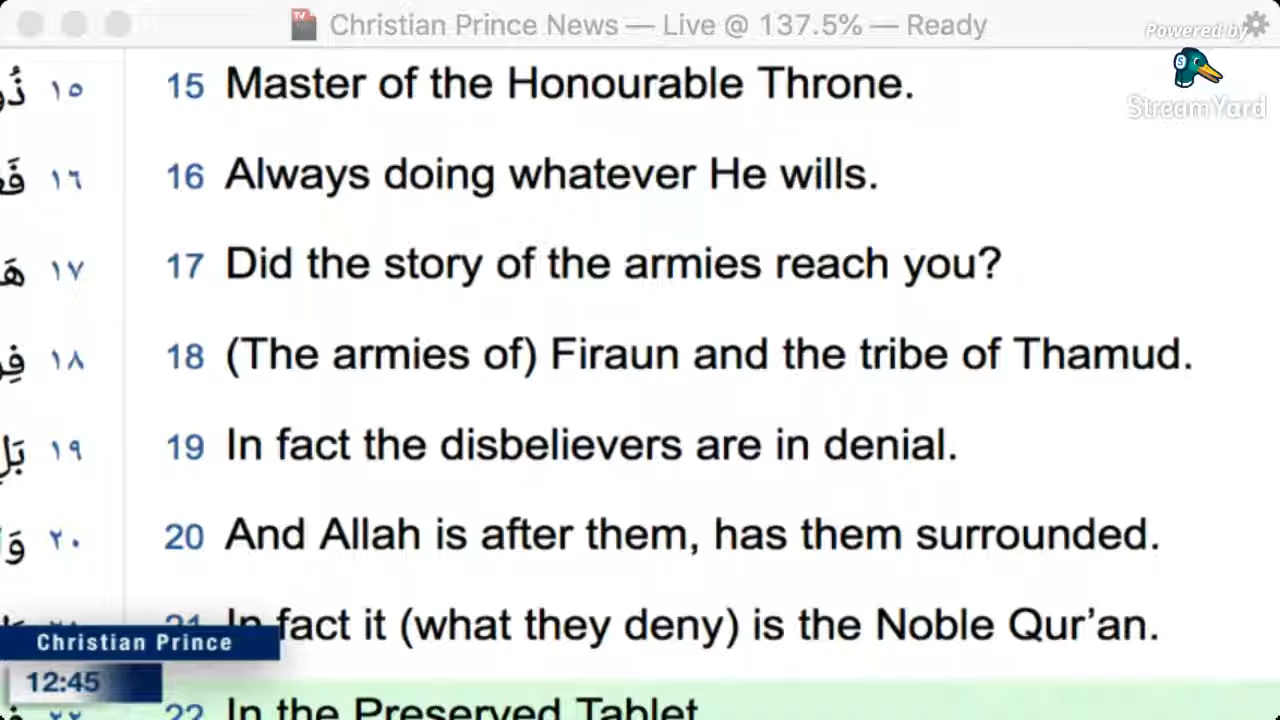 Christian Prince News — Live @ 137.5% — Ready
Powered by
StreamYard
١٥ 15 Master of the Honourable Throne.
١٦ 16 Always doing whatever He wills.
١٧ 17 Did the story of the armies reach you?
١٨ 18 (The armies of) Firaun and the tribe of Thamud.
١٩ 19 In fact the disbelievers are in denial.
٢٠ 20 And Allah is after them, has them surrounded.
21 In fact it (what they deny) is the Noble Qur’an.
٢٢ 22 In the Preserved Tablet
Christian Prince
12:45